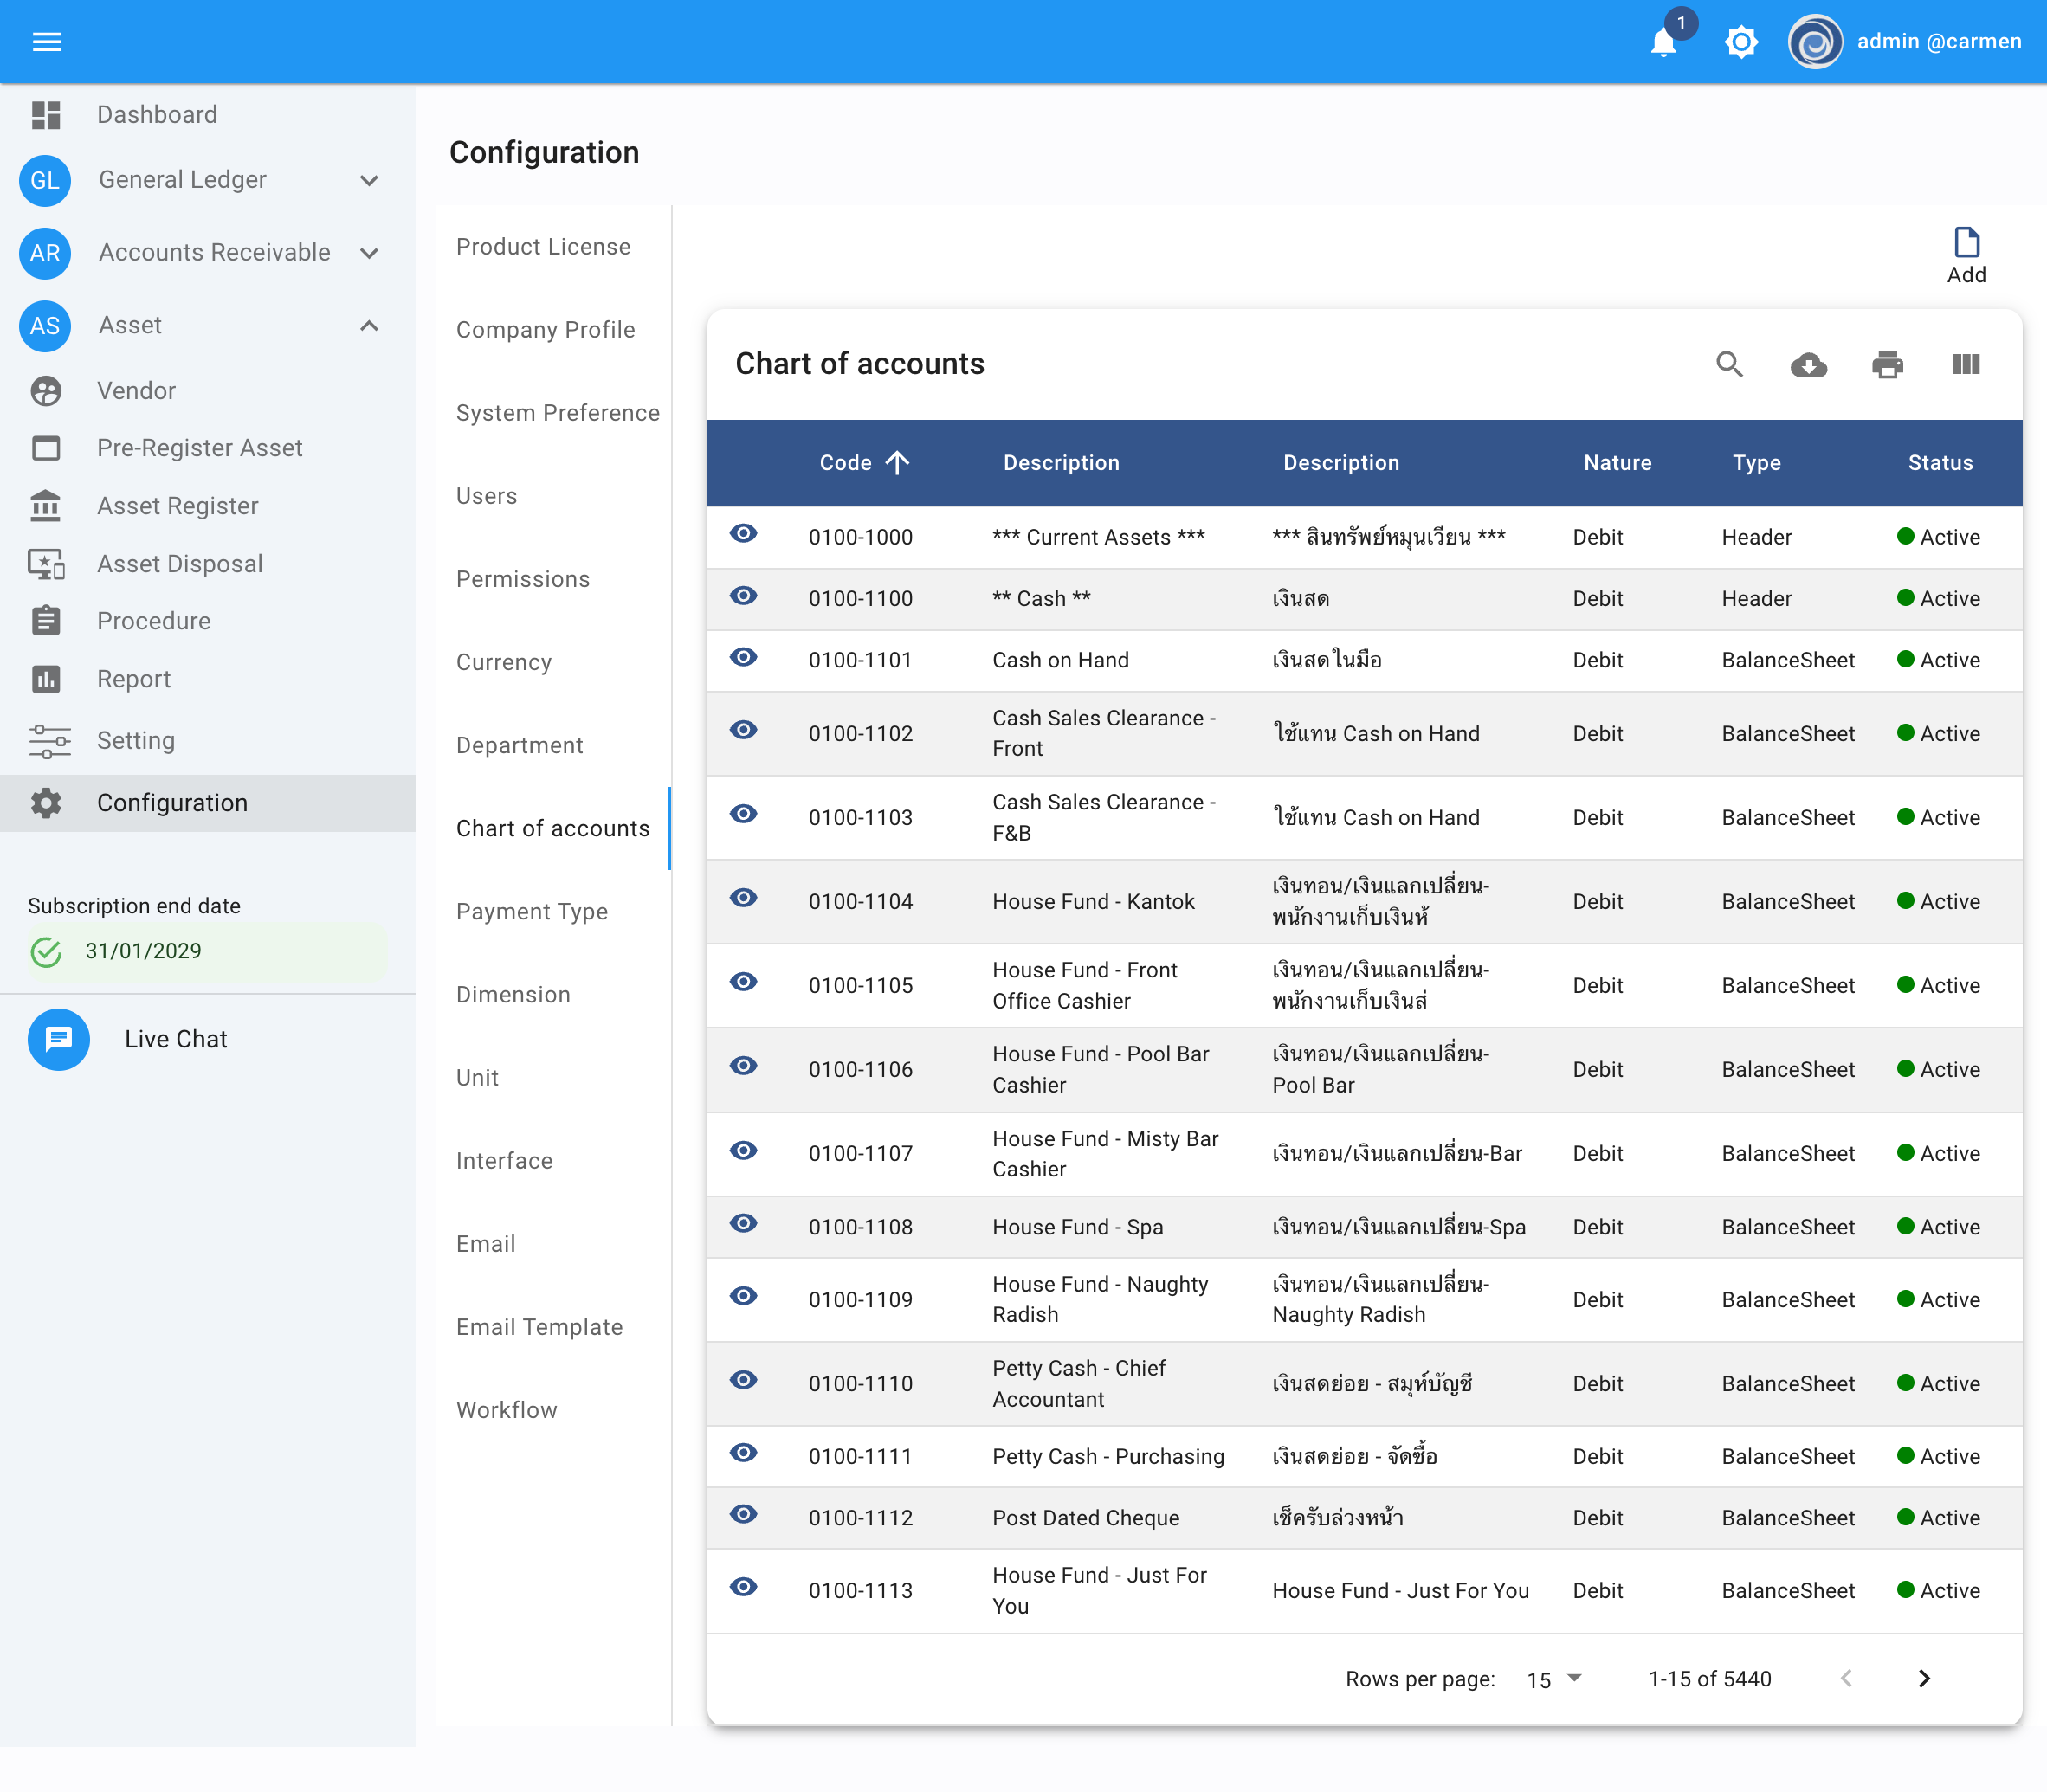 1
admin @carmen
Dashboard
GL General Ledger
AR Accounts Receivable
AS Asset
Vendor
Pre-Register Asset
Asset Register
Asset Disposal
Procedure
Report
Setting
Configuration
Subscription end date
31/01/2029
Live Chat
Configuration
Product License
Company Profile
System Preference
Users
Permissions
Currency
Department
Chart of accounts
Payment Type
Dimension
Unit
Interface
Email
Email Template
Workflow
Add
Chart of accounts
Code Description Description Nature Type Status
0100-1000 *** Current Assets *** *** สินทรัพย์หมุนเวียน *** Debit Header Active
0100-1100 ** Cash ** เงินสด Debit Header Active
0100-1101 Cash on Hand เงินสดในมือ Debit BalanceSheet Active
0100-1102 Cash Sales Clearance - ใช้แทน Cash on Hand Debit BalanceSheet Active
Front
0100-1103 Cash Sales Clearance - ใช้แทน Cash on Hand Debit BalanceSheet Active
F&B
0100-1104 House Fund - Kantok เงินทอน/เงินแลกเปลี่ยน- Debit BalanceSheet Active
พนักงานเก็บเงินห้
0100-1105 House Fund - Front เงินทอน/เงินแลกเปลี่ยน- Debit BalanceSheet Active
Office Cashier พนักงานเก็บเงินส่
0100-1106 House Fund - Pool Bar เงินทอน/เงินแลกเปลี่ยน- Debit BalanceSheet Active
Cashier Pool Bar
0100-1107 House Fund - Misty Bar เงินทอน/เงินแลกเปลี่ยน-Bar Debit BalanceSheet Active
Cashier
0100-1108 House Fund - Spa เงินทอน/เงินแลกเปลี่ยน-Spa Debit BalanceSheet Active
0100-1109 House Fund - Naughty เงินทอน/เงินแลกเปลี่ยน- Debit BalanceSheet Active
Radish Naughty Radish
0100-1110 Petty Cash - Chief เงินสดย่อย - สมุห์บัญชี Debit BalanceSheet Active
Accountant
0100-1111 Petty Cash - Purchasing เงินสดย่อย - จัดซื้อ Debit BalanceSheet Active
0100-1112 Post Dated Cheque เช็ครับล่วงหน้า Debit BalanceSheet Active
0100-1113 House Fund - Just For House Fund - Just For You Debit BalanceSheet Active
You
Rows per page: 15 1-15 of 5440